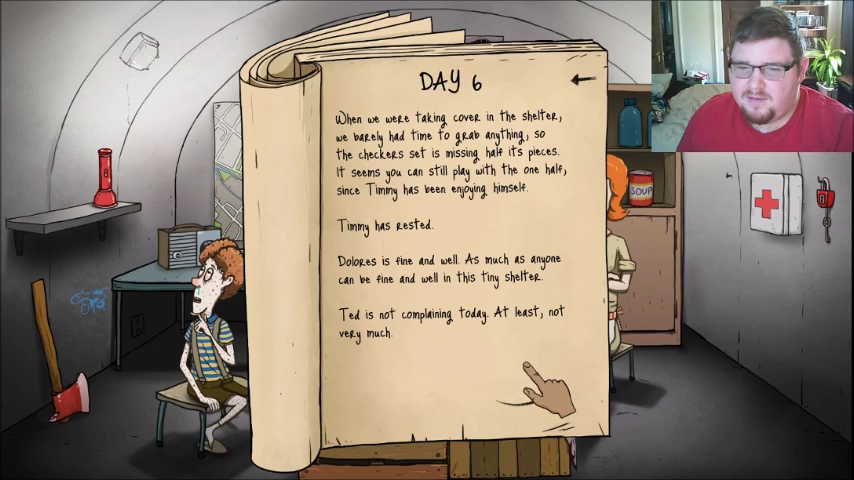 DAY 6
When we were taking cover in the shelter,
we barely had time to grab anything, so
the checkers set is missing half its pieces.
It seems you can still play with the one half,
since Timmy has been enjoying himself.
Timmy has rested.
Dolores is fine and well. As much as anyone
can be fine and well in this tiny shelter.
Ted is not complaining today. At least, not
very much.
SOUP